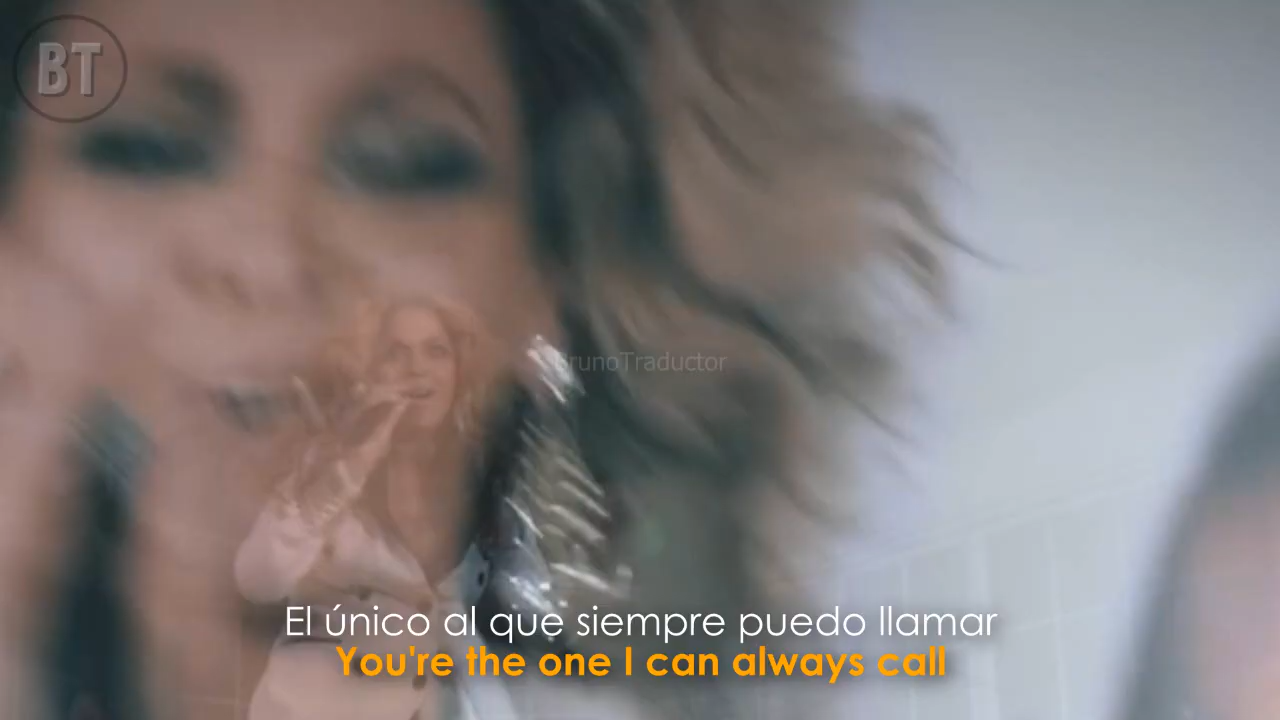 BT
BrunoTraductor
El único al que siempre puedo llamar
You're the one I can always call